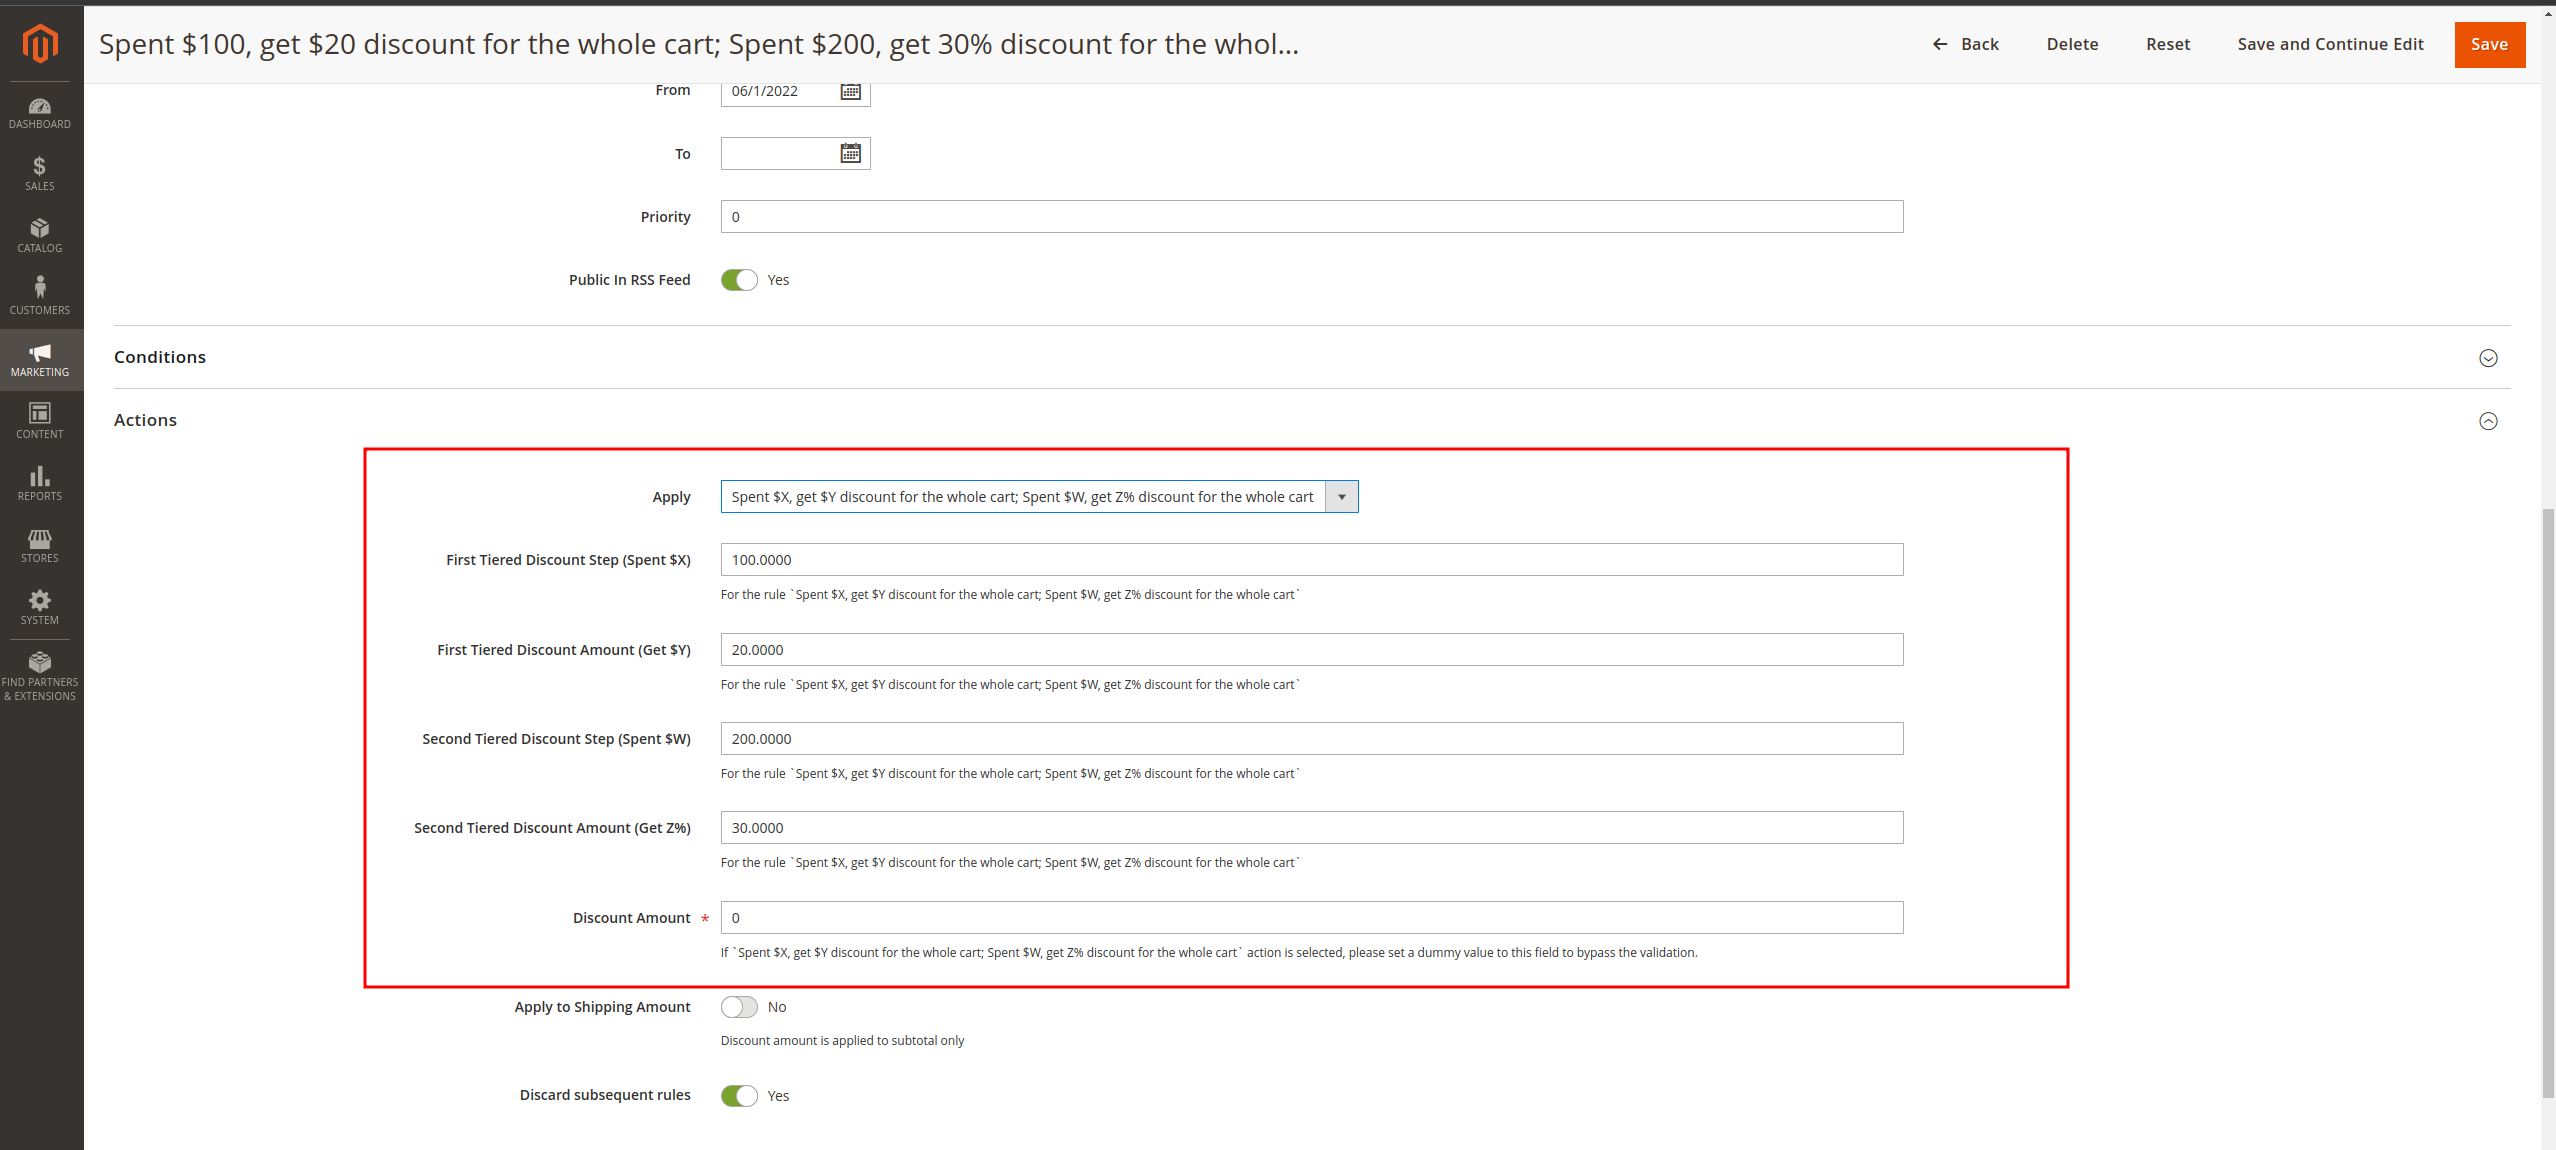 Spent $100, get $20 discount for the whole cart; Spent $200, get 30% discount for the whol...
Back
Delete
Reset
Save and Continue Edit
Save
DASHBOARD
SALES
CATALOG
CUSTOMERS
MARKETING
CONTENT
REPORTS
STORES
SYSTEM
FIND PARTNERS
& EXTENSIONS
From 06/1/2022
To
Priority 0
Public In RSS Feed Yes
Conditions
Actions
Apply Spent $X, get $Y discount for the whole cart; Spent $W, get Z% discount for the whole cart
First Tiered Discount Step (Spent $X) 100.0000
For the rule `Spent $X, get $Y discount for the whole cart; Spent $W, get Z% discount for the whole cart`
First Tiered Discount Amount (Get $Y) 20.0000
For the rule `Spent $X, get $Y discount for the whole cart; Spent $W, get Z% discount for the whole cart`
Second Tiered Discount Step (Spent $W) 200.0000
For the rule `Spent $X, get $Y discount for the whole cart; Spent $W, get Z% discount for the whole cart`
Second Tiered Discount Amount (Get Z%) 30.0000
For the rule `Spent $X, get $Y discount for the whole cart; Spent $W, get Z% discount for the whole cart`
Discount Amount * 0
If `Spent $X, get $Y discount for the whole cart; Spent $W, get Z% discount for the whole cart` action is selected, please set a dummy value to this field to bypass the validation.
Apply to Shipping Amount No
Discount amount is applied to subtotal only
Discard subsequent rules Yes